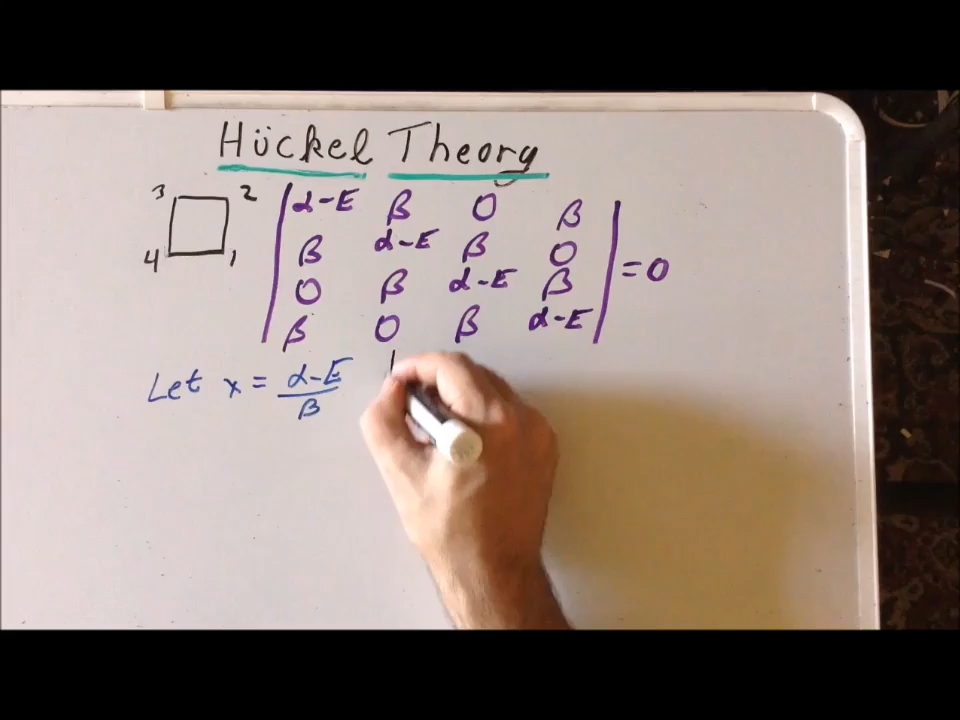 Hückel Theory
3 2
4 1
α-E β 0 β
β α-E β 0
0 β α-E β = 0
β 0 β α-E
Let x = α-E
β